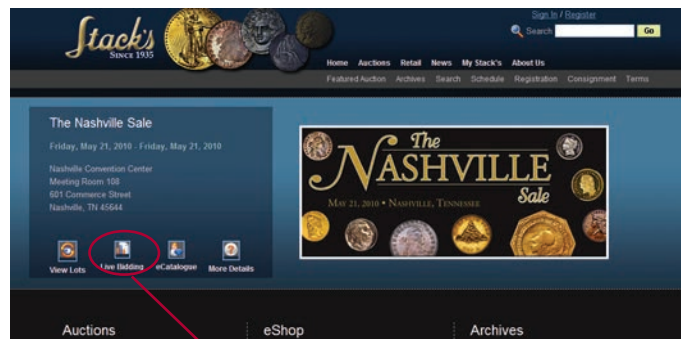 Stack's
SINCE 1935
Sign In / Register
Search Go
Home Auctions Retail News My Stack's About Us
Featured Auction Archives Search Schedule Registration Consignment Terms
The Nashville Sale
Friday, May 21, 2010 - Friday, May 21, 2010
Nashville Convention Center
Meeting Room 108
601 Commerce Street
Nashville, TN 45644
View Lots Live Bidding eCatalogue More Details
The
NASHVILLE
Sale
MAY 21, 2010 • NASHVILLE, TENNESSEE
Auctions eShop Archives